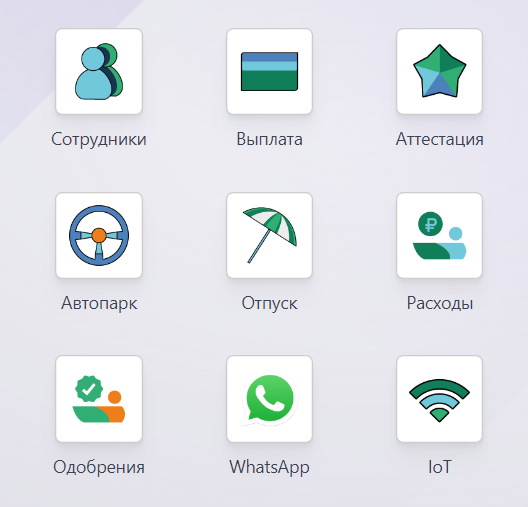 Сотрудники
Выплата
Аттестация
Автопарк
Отпуск
Расходы
Одобрения
WhatsApp
IoT